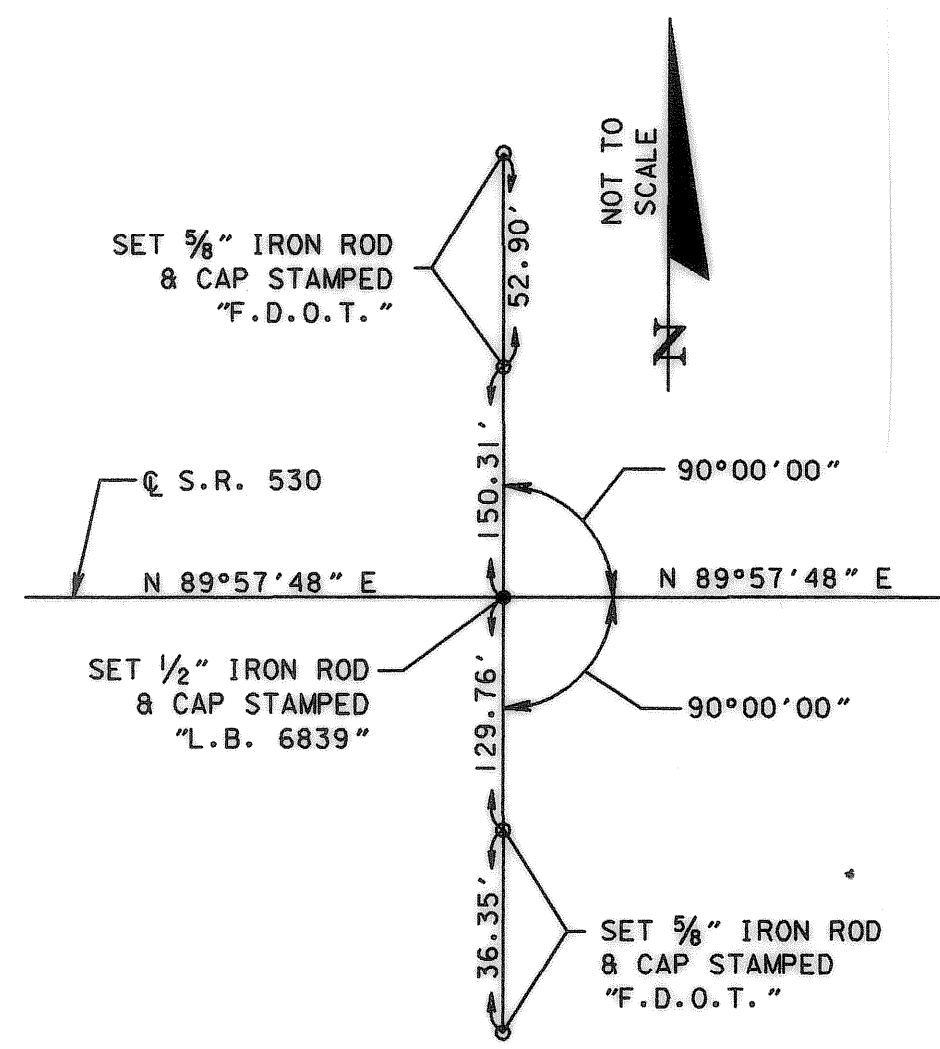 NOT TO
SCALE
SET ⅝" IRON ROD
& CAP STAMPED
"F.D.O.T."
52.90'
N
150.31'
90°00'00"
℄ S.R. 530
N 89°57'48" E
N 89°57'48" E
SET ½" IRON ROD
& CAP STAMPED
"L.B. 6839"
129.76'
90°00'00"
36.35'
SET ⅝" IRON ROD
& CAP STAMPED
"F.D.O.T."